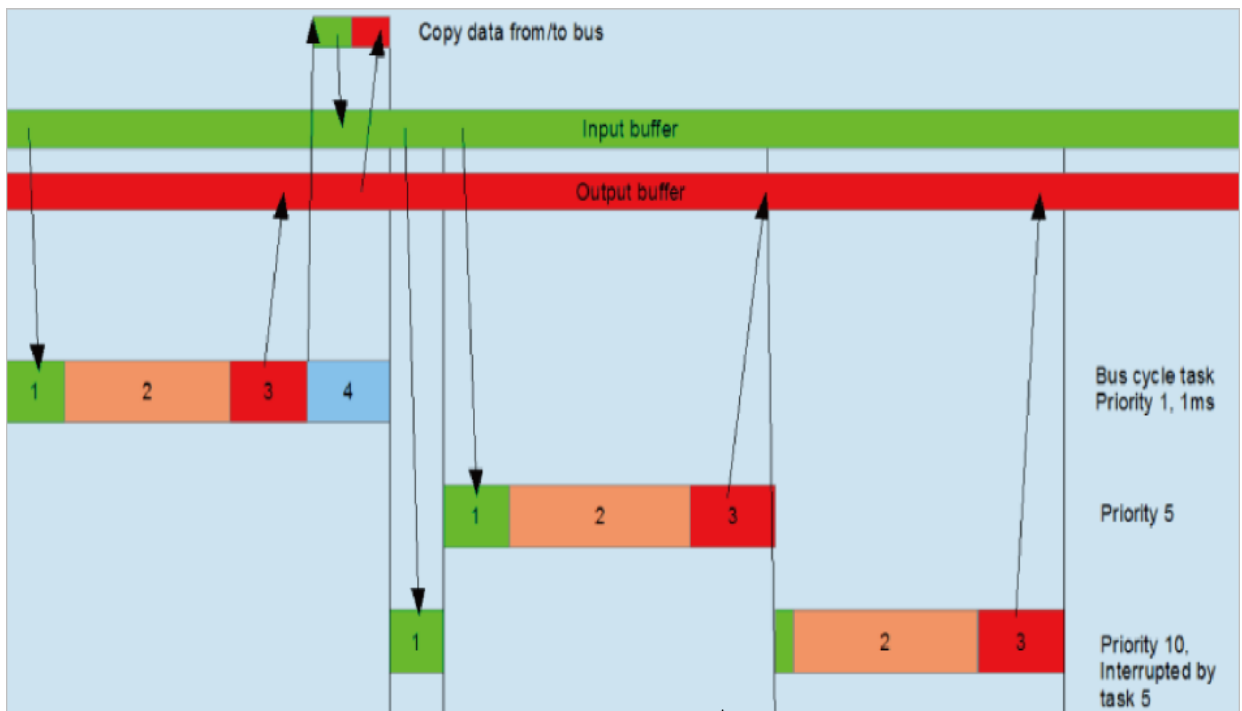 Copy data from/to bus
Input buffer
Output buffer
1
2
3
4
Bus cycle task
Priority 1, 1ms
1
2
3
Priority 5
1
2
3
Priority 10,
Interrupted by
task 5